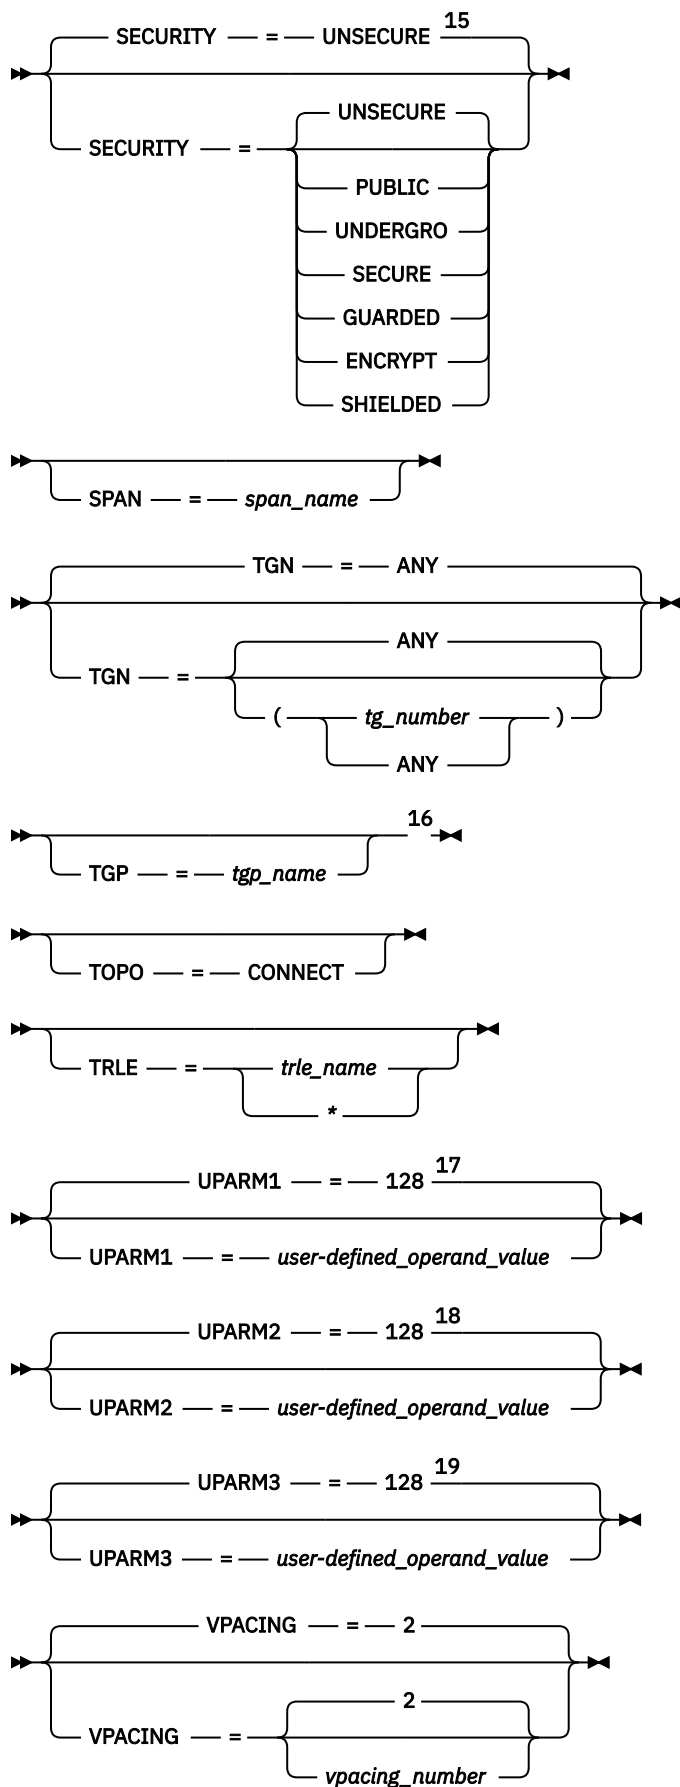 15
SECURITY = UNSECURE
UNSECURE
SECURITY =
PUBLIC
UNDERGRO
SECURE
GUARDED
ENCRYPT
SHIELDED
SPAN = span_name
TGN = ANY
ANY
TGN =
( tg_number )
ANY
16
TGP = tgp_name
TOPO = CONNECT
TRLE = trle_name
*
17
UPARM1 = 128
UPARM1 = user-defined_operand_value
18
UPARM2 = 128
UPARM2 = user-defined_operand_value
19
UPARM3 = 128
UPARM3 = user-defined_operand_value
VPACING = 2
2
VPACING =
vpacing_number